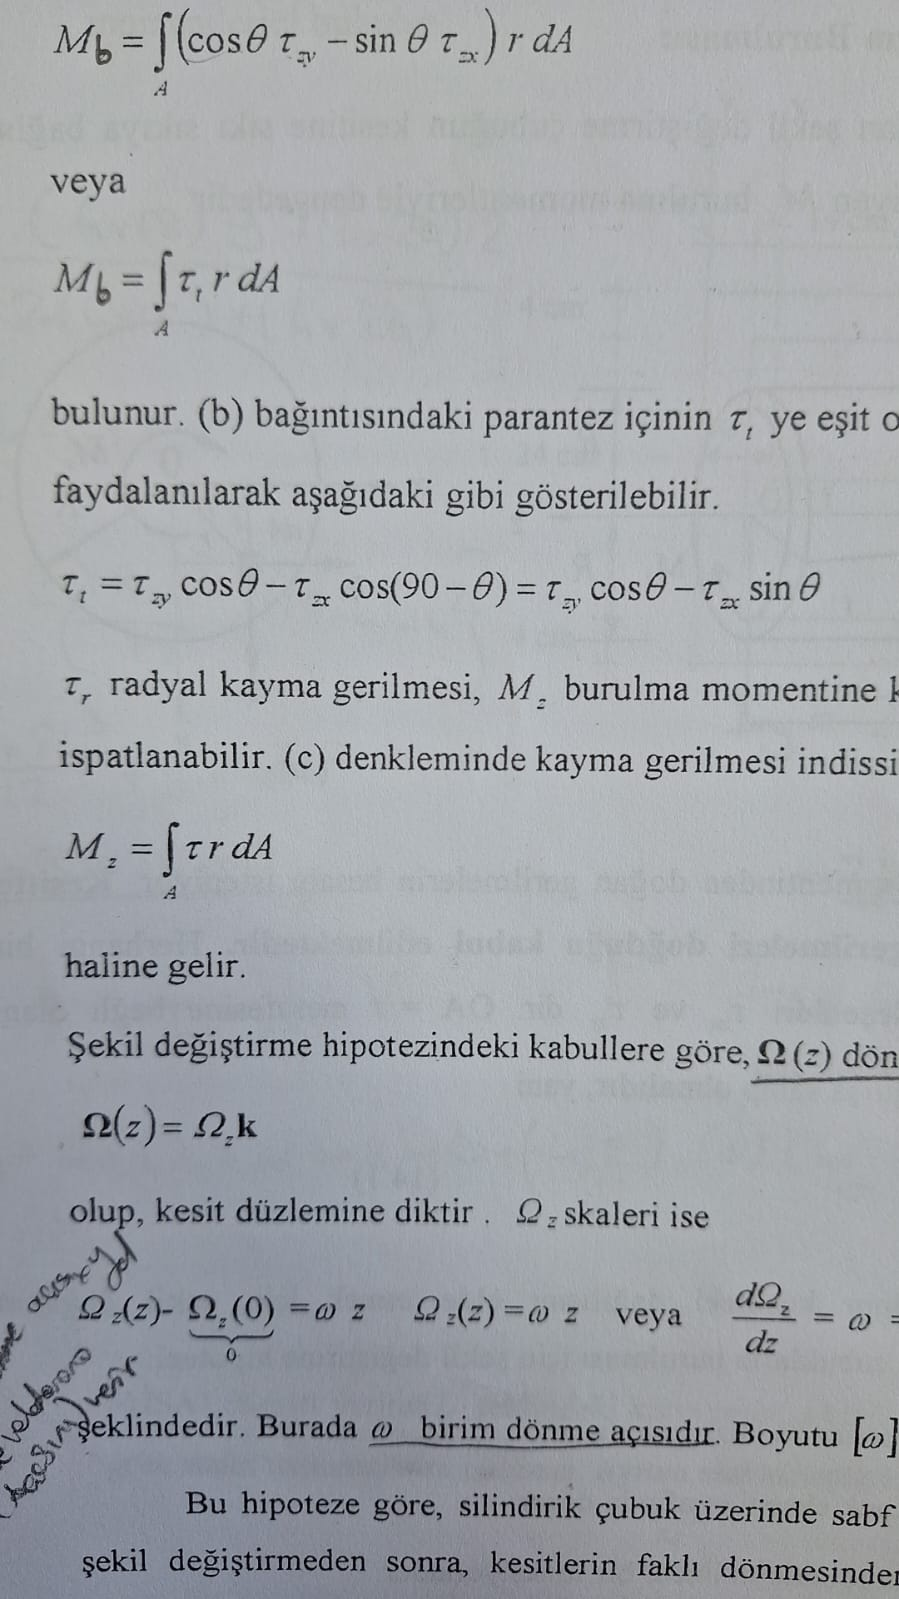 M_b = ∫_A (cosθ τ_zy − sin θ τ_zx) r dA
veya
M_b = ∫_A τ_t r dA
bulunur. (b) bağıntısındaki parantez içinin τ_t ye eşit o
faydalanılarak aşağıdaki gibi gösterilebilir.
τ_t = τ_zy cosθ − τ_zx cos(90 − θ) = τ_zy cosθ − τ_zx sin θ
τ_r radyal kayma gerilmesi, M_z burulma momentine k
ispatlanabilir. (c) denkleminde kayma gerilmesi indissi
M_z = ∫_A τ r dA
haline gelir.
Şekil değiştirme hipotezindeki kabullere göre, Ω (z) dön
Ω(z) = Ω_z k
olup, kesit düzlemine diktir . Ω_z skaleri ise
Ω_z(z)- Ω_z(0) = ω z Ω_z(z) = ω z veya dΩ_z/dz = ω =
0
şeklindedir. Burada ω birim dönme açısıdır. Boyutu [ω]
Bu hipoteze göre, silindirik çubuk üzerinde
şekil değiştirmeden sonra, kesitlerin faklı